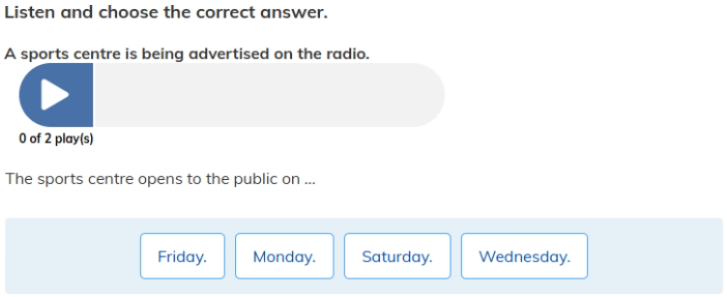 Listen and choose the correct answer.
A sports centre is being advertised on the radio.
0 of 2 play(s)
The sports centre opens to the public on ...
Friday. Monday. Saturday. Wednesday.